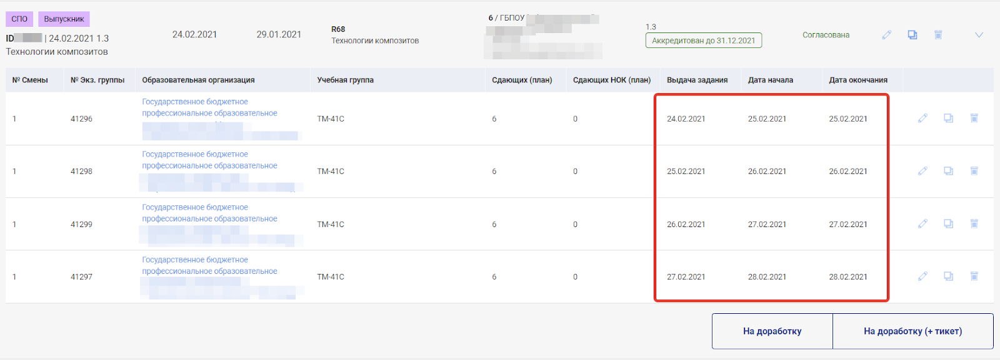 СПО Выпускник
ID | 24.02.2021 1.3
Технологии композитов
24.02.2021
29.01.2021
R68
Технологии композитов
6 / ГБПОУ
1.3
Аккредитован до 31.12.2021
Согласована
№ Смены № Экз. группы Образовательная организация Учебная группа Сдающих (план) Сдающих НОК (план) Выдача задания Дата начала Дата окончания
Государственное бюджетное
профессиональное образовательное
1 41296 ТМ-41С 6 0 24.02.2021 25.02.2021 25.02.2021
Государственное бюджетное
профессиональное образовательное
1 41298 ТМ-41С 6 0 25.02.2021 26.02.2021 26.02.2021
Государственное бюджетное
профессиональное образовательное
1 41299 ТМ-41С 6 0 26.02.2021 27.02.2021 27.02.2021
Государственное бюджетное
профессиональное образовательное
1 41297 ТМ-41С 6 0 27.02.2021 28.02.2021 28.02.2021
На доработку На доработку (+ тикет)